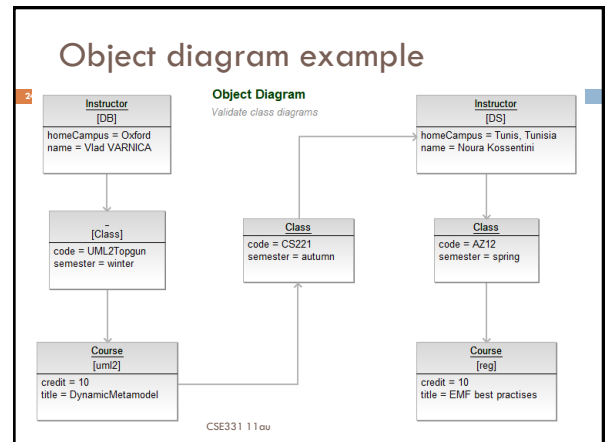 Object diagram example
Object Diagram
Validate class diagrams
Instructor
[DB]
homeCampus = Oxford
name = Vlad VARNICA
Instructor
[DS]
homeCampus = Tunis, Tunisia
name = Noura Kossentini
-
[Class]
code = UML2Topgun
semester = winter
Class
code = CS221
semester = autumn
Class
code = AZ12
semester = spring
Course
[uml2]
credit = 10
title = DynamicMetamodel
Course
[reg]
credit = 10
title = EMF best practises
CSE331 11au